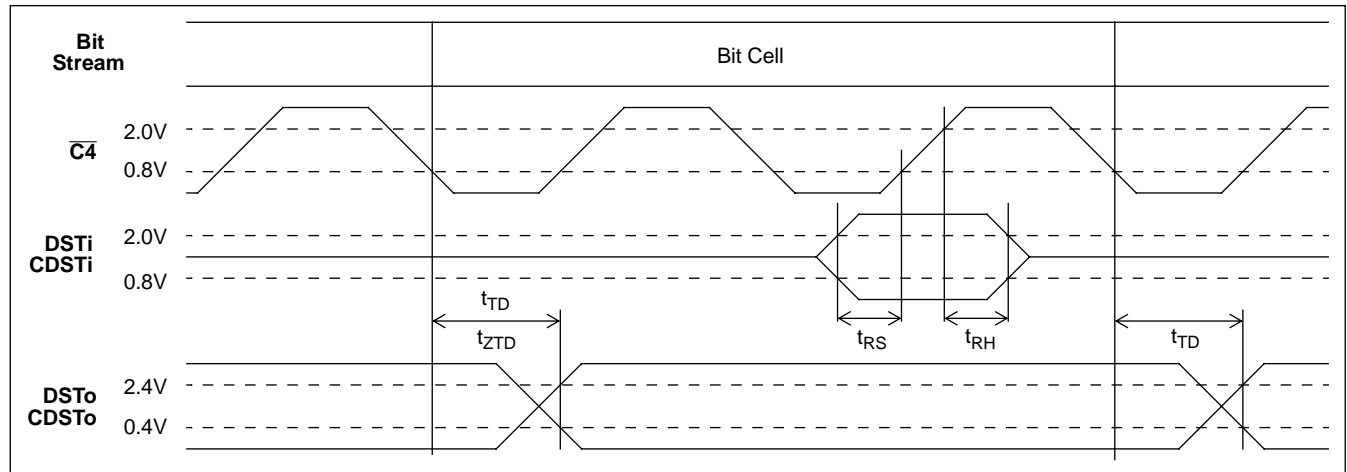 Bit
Stream
Bit Cell
C4
2.0V
0.8V
DSTi
CDSTi
2.0V
0.8V
tTD
tZTD
tRS
tRH
tTD
DSTo
CDSTo
2.4V
0.4V